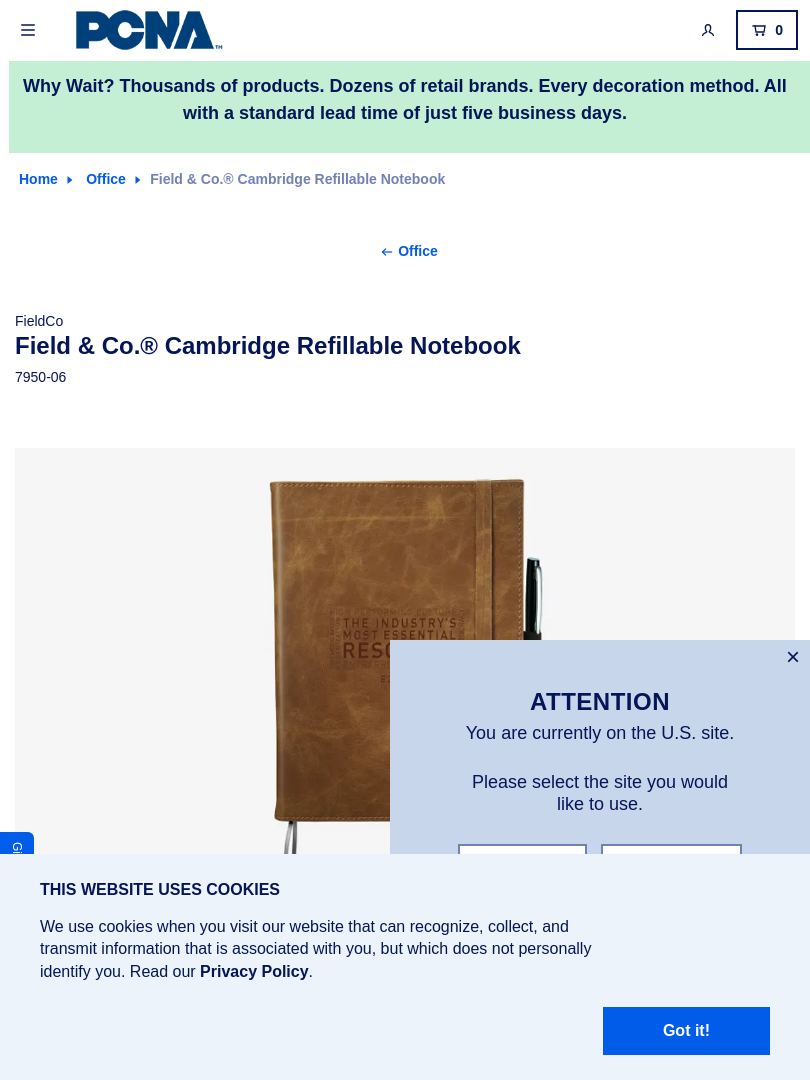 PCNA™
0
Why Wait? Thousands of products. Dozens of retail brands. Every decoration method. All
with a standard lead time of just five business days.
Home
Office
Field & Co.® Cambridge Refillable Notebook
Office
FieldCo
Field & Co.® Cambridge Refillable Notebook
7950-06
THE INDUSTRY'S
MOST ESSENTIAL
ATTENTION
You are currently on the U.S. site.
Please select the site you would
like to use.
THIS WEBSITE USES COOKIES
We use cookies when you visit our website that can recognize, collect, and
transmit information that is associated with you, but which does not personally
identify you. Read our Privacy Policy.
Got it!